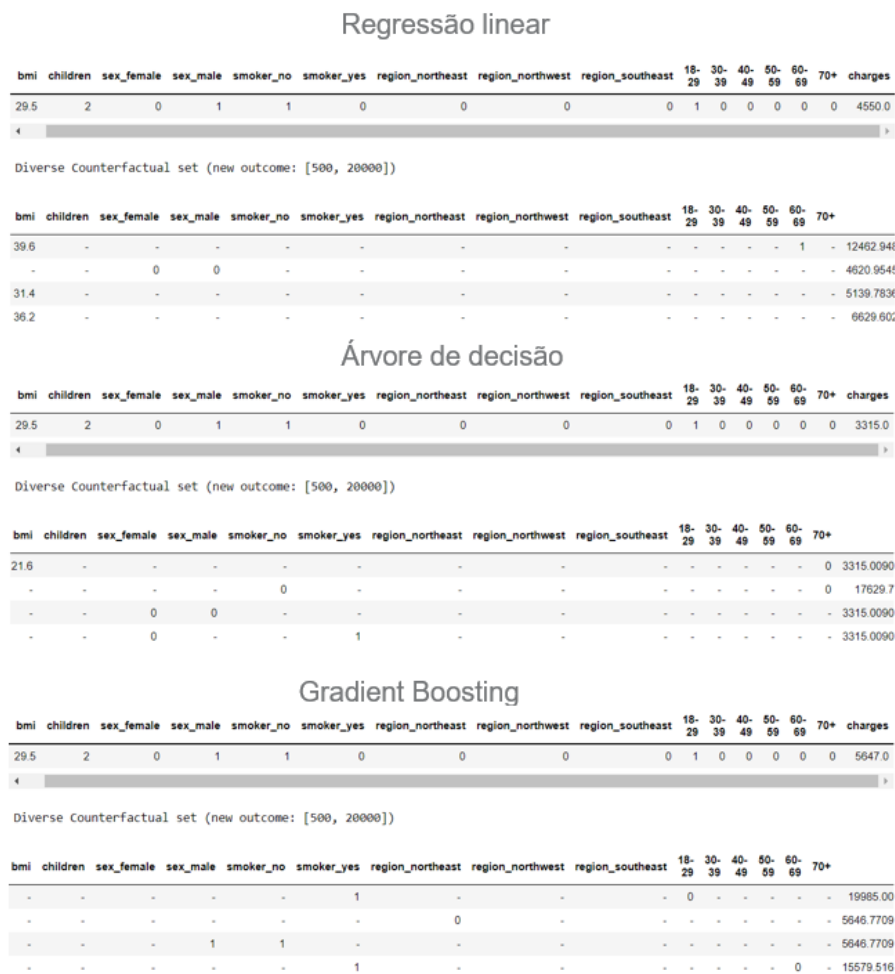 Regressão linear
bmi children sex_female sex_male smoker_no smoker_yes region_northeast region_northwest region_southeast 18-29 30-39 40-49 50-59 60-69 70+ charges
29.5 2 0 1 1 0 0 0 0 1 0 0 0 0 0 4550.0
Diverse Counterfactual set (new outcome: [500, 20000])
bmi children sex_female sex_male smoker_no smoker_yes region_northeast region_northwest region_southeast 18-29 30-39 40-49 50-59 60-69 70+
39.6 - - - - - - - - - - - - 1 - 12462.948
- - 0 0 - - - - - - - - - - - 4620.9545
31.4 - - - - - - - - - - - - - - 5139.7836
36.2 - - - - - - - - - - - - - - 6629.602
Árvore de decisão
bmi children sex_female sex_male smoker_no smoker_yes region_northeast region_northwest region_southeast 18-29 30-39 40-49 50-59 60-69 70+ charges
29.5 2 0 1 1 0 0 0 0 1 0 0 0 0 0 3315.0
Diverse Counterfactual set (new outcome: [500, 20000])
bmi children sex_female sex_male smoker_no smoker_yes region_northeast region_northwest region_southeast 18-29 30-39 40-49 50-59 60-69 70+
21.6 - - - - - - - - - - - - - 0 3315.0090
- - - - 0 - - - - - - - - - 0 17629.7
- - 0 0 - - - - - - - - - - - 3315.0090
- - 0 - - 1 - - - - - - - - - 3315.0090
Gradient Boosting
bmi children sex_female sex_male smoker_no smoker_yes region_northeast region_northwest region_southeast 18-29 30-39 40-49 50-59 60-69 70+ charges
29.5 2 0 1 1 0 0 0 0 1 0 0 0 0 0 5647.0
Diverse Counterfactual set (new outcome: [500, 20000])
bmi children sex_female sex_male smoker_no smoker_yes region_northeast region_northwest region_southeast 18-29 30-39 40-49 50-59 60-69 70+
- - - - - 1 - - - 0 - - - - - 19985.00
- - - - - - 0 - - - - - - - - 5646.7709
- - - 1 1 - - - - - - - - - - 5646.7709
- - - - - 1 - - - - - - - 0 - 15579.516